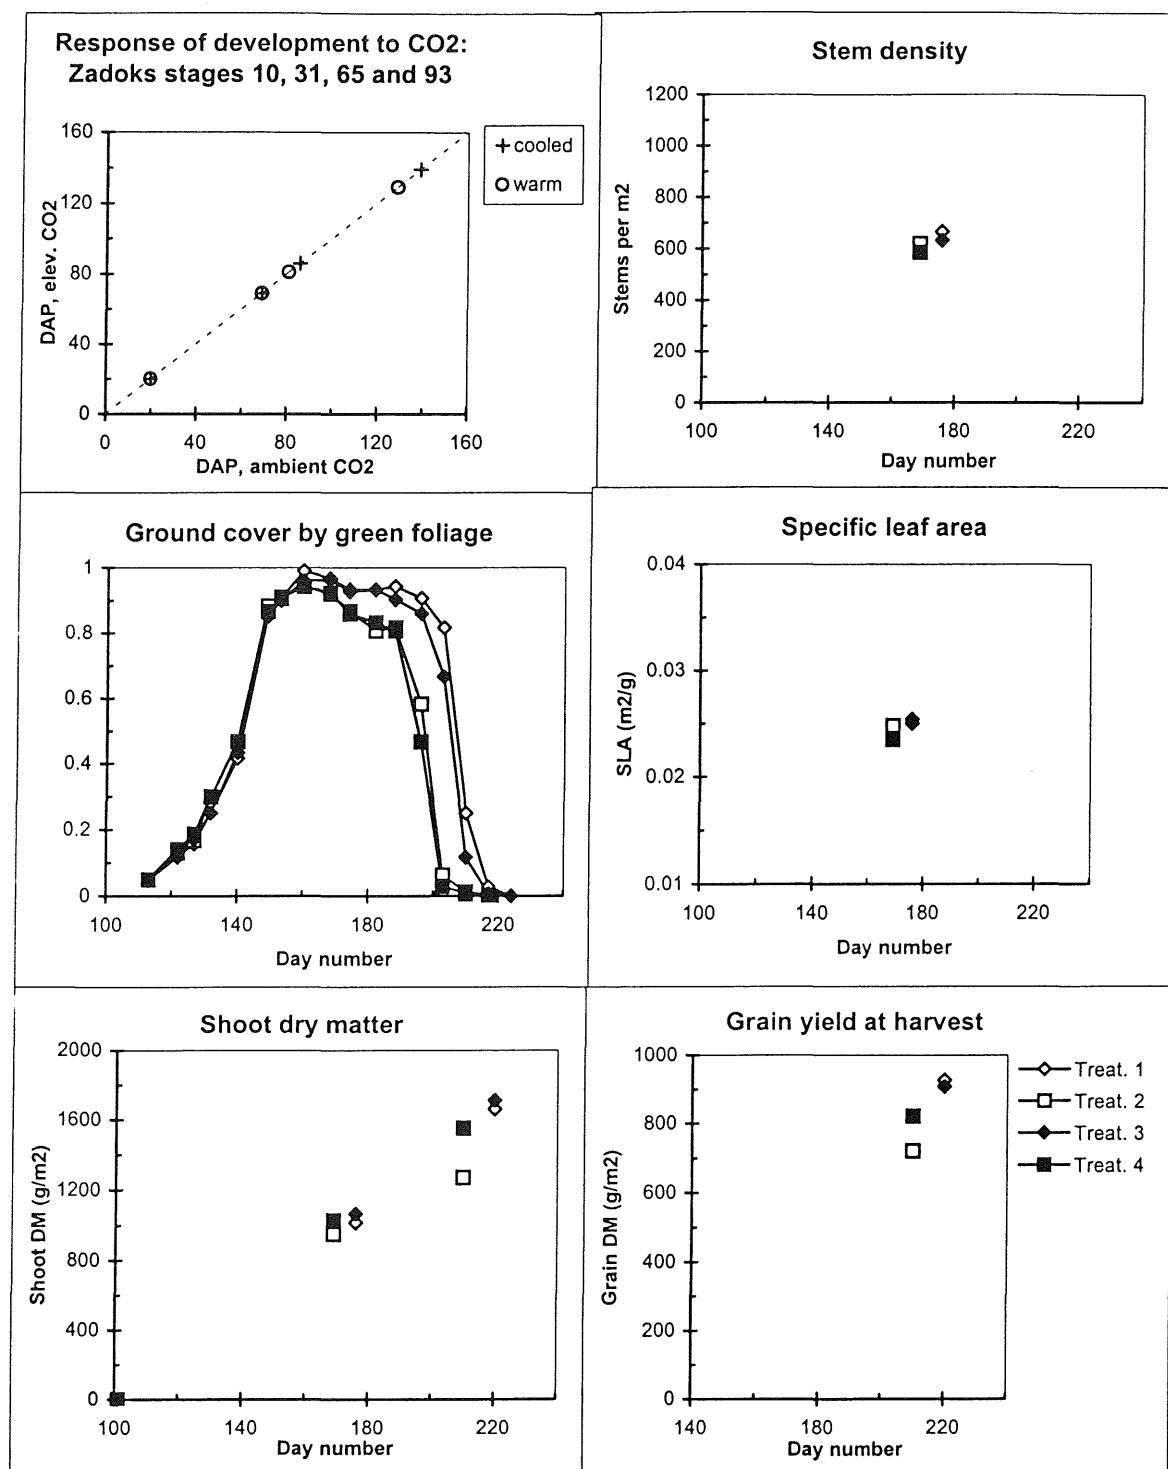 Response of development to CO2:
Zadoks stages 10, 31, 65 and 93
160
120
80
40
0
DAP, elev. CO2
0 40 80 120 160
DAP, ambient CO2
cooled
warm
Stem density
1200
1000
800
600
400
200
0
Stems per m2
100 140 180 220
Day number
Ground cover by green foliage
1
0.8
0.6
0.4
0.2
0
100 140 180 220
Day number
Specific leaf area
0.04
0.03
0.02
0.01
SLA (m2/g)
100 140 180 220
Day number
Shoot dry matter
2000
1600
1200
800
400
0
Shoot DM (g/m2)
100 140 180 220
Day number
Grain yield at harvest
1000
800
600
400
200
0
Grain DM (g/m2)
140 180 220
Day number
Treat. 1
Treat. 2
Treat. 3
Treat. 4